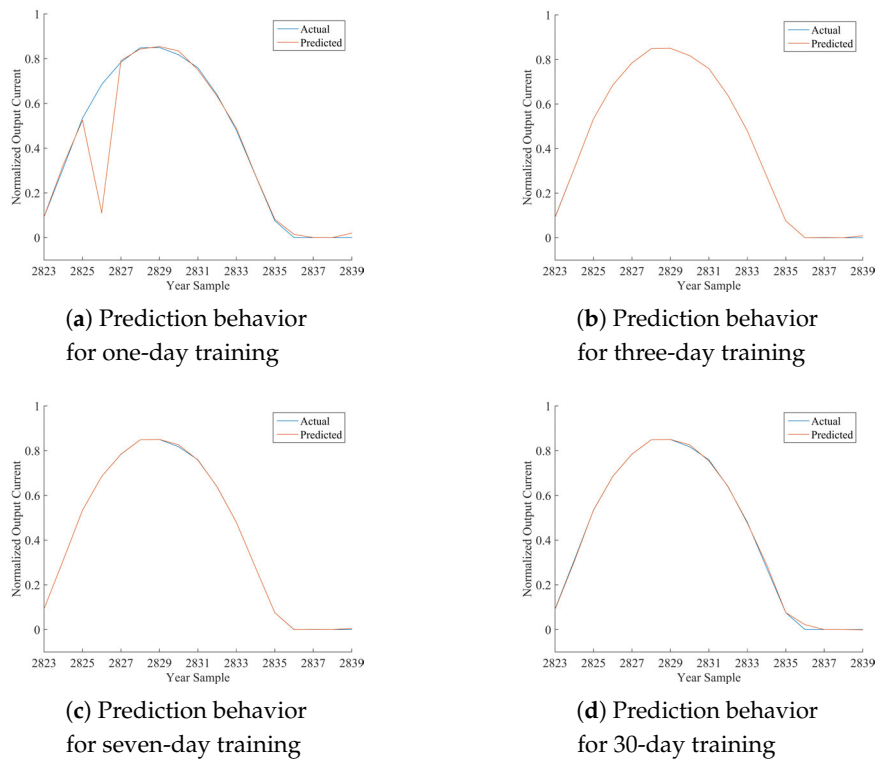 1
0.8
0.6
0.4
0.2
0
Normalized Output Current
Actual
Predicted
2823 2825 2827 2829 2831 2833 2835 2837 2839
Year Sample
(a) Prediction behavior
for one-day training
1
0.8
0.6
0.4
0.2
0
Normalized Output Current
Actual
Predicted
2823 2825 2827 2829 2831 2833 2835 2837 2839
Year Sample
(b) Prediction behavior
for three-day training
1
0.8
0.6
0.4
0.2
0
Normalized Output Current
Actual
Predicted
2823 2825 2827 2829 2831 2833 2835 2837 2839
Year Sample
(c) Prediction behavior
for seven-day training
1
0.8
0.6
0.4
0.2
0
Normalized Output Current
Actual
Predicted
2823 2825 2827 2829 2831 2833 2835 2837 2839
Year Sample
(d) Prediction behavior
for 30-day training